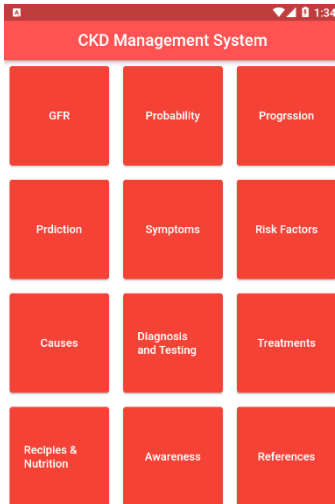 1:34
CKD Management System
GFR
Probability
Progrssion
Prdiction
Symptoms
Risk Factors
Causes
Diagnosis
and Testing
Treatments
Reciples &
Nutrition
Awareness
References